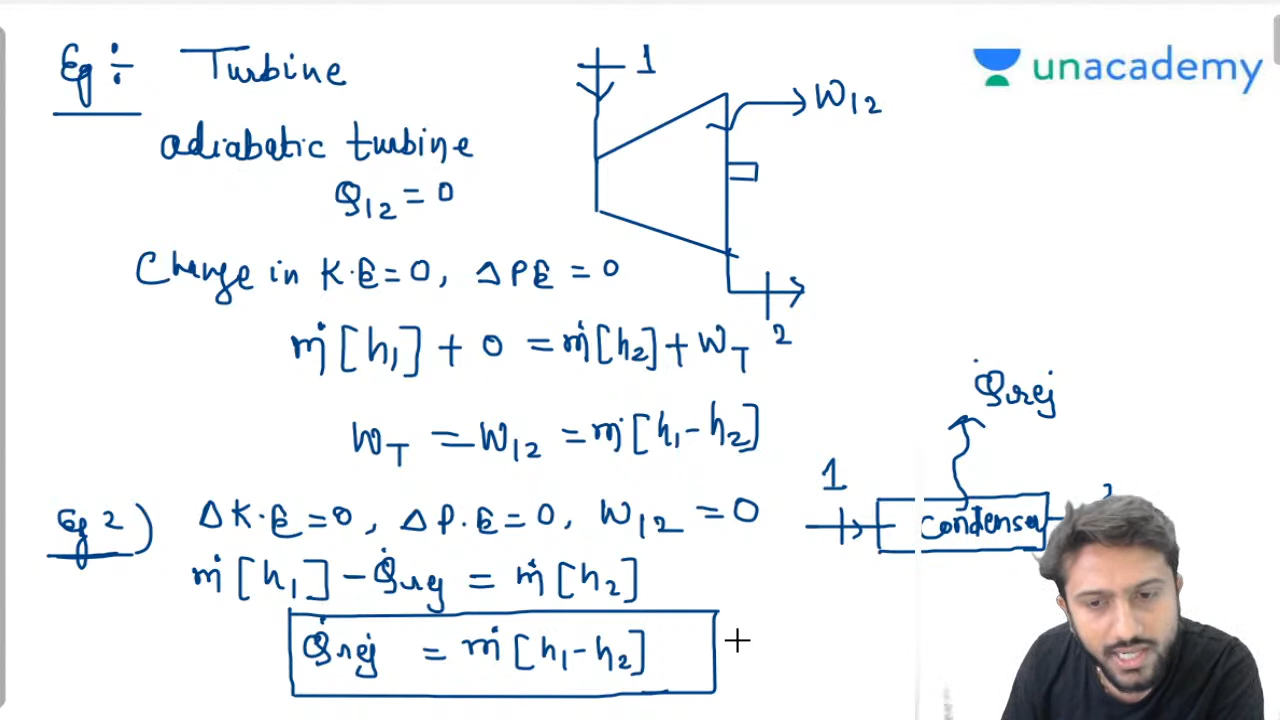 Eg ÷ Turbine
1
unacademy
W12
adiabatic turbine
Q12 = 0
Change in K.E = 0, Δ PE = 0
ṁ[h1] + 0 = ṁ[h2] + WT
2
Q̇rej
WT = W12 = ṁ[h1 - h2]
1
Eg 2) ΔK.E = 0, ΔP.E = 0, W12 = 0
condenser
ṁ[h1] - Q̇rej = ṁ[h2]
Q̇rej = ṁ[h1 - h2]